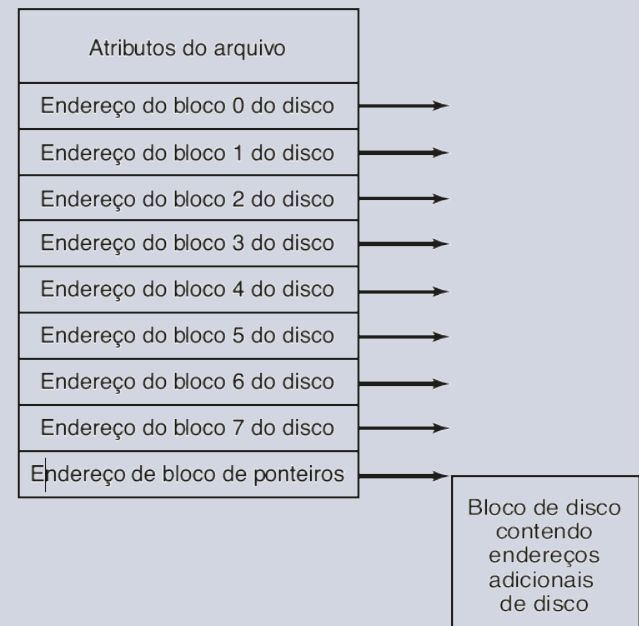 Atributos do arquivo
Endereço do bloco 0 do disco
Endereço do bloco 1 do disco
Endereço do bloco 2 do disco
Endereço do bloco 3 do disco
Endereço do bloco 4 do disco
Endereço do bloco 5 do disco
Endereço do bloco 6 do disco
Endereço do bloco 7 do disco
Endereço de bloco de ponteiros
Bloco de disco
contendo
endereços
adicionais
de disco